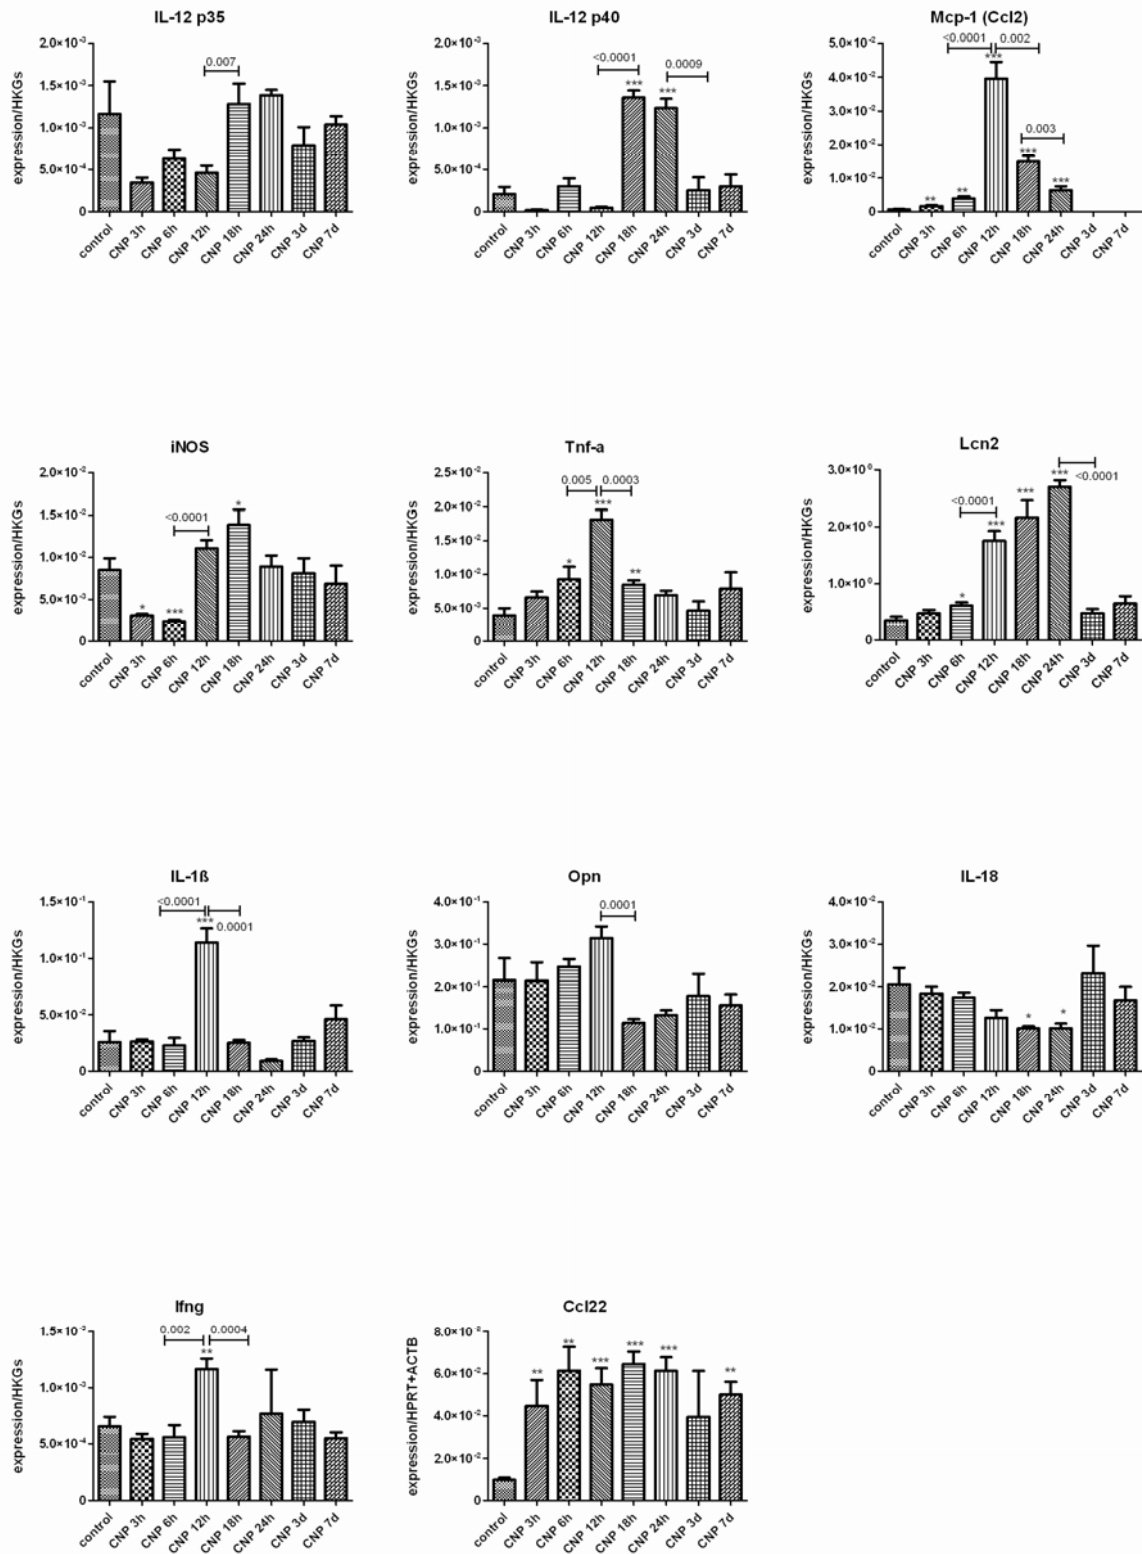 IL-12 p35
2.0×10⁻³
1.5×10⁻³
1.0×10⁻³
5.0×10⁻⁴
0
expression/HKGs
0.007
control
CNP 3h
CNP 6h
CNP 12h
CNP 18h
CNP 24h
CNP 3d
CNP 7d
IL-12 p40
2.0×10⁻³
1.5×10⁻³
1.0×10⁻³
5.0×10⁻⁴
0
expression/HKGs
<0.0001
0.0009
***
***
control
CNP 3h
CNP 6h
CNP 12h
CNP 18h
CNP 24h
CNP 3d
CNP 7d
Mcp-1 (Ccl2)
5.0×10⁻²
4.0×10⁻²
3.0×10⁻²
2.0×10⁻²
1.0×10⁻²
0
expression/HKGs
<0.0001
0.002
0.003
**
**
***
***
***
control
CNP 3h
CNP 6h
CNP 12h
CNP 18h
CNP 24h
CNP 3d
CNP 7d
iNOS
2.0×10⁻²
1.5×10⁻²
1.0×10⁻²
5.0×10⁻³
0
expression/HKGs
<0.0001
*
***
*
control
CNP 3h
CNP 6h
CNP 12h
CNP 18h
CNP 24h
CNP 3d
CNP 7d
Tnf-a
2.5×10⁻²
2.0×10⁻²
1.5×10⁻²
1.0×10⁻²
5.0×10⁻³
0
expression/HKGs
0.005
0.0003
*
***
**
control
CNP 3h
CNP 6h
CNP 12h
CNP 18h
CNP 24h
CNP 3d
CNP 7d
Lcn2
3.0×10⁰
2.0×10⁰
1.0×10⁰
0
expression/HKGs
<0.0001
<0.0001
*
***
***
***
control
CNP 3h
CNP 6h
CNP 12h
CNP 18h
CNP 24h
CNP 3d
CNP 7d
IL-1ß
1.5×10⁻¹
1.0×10⁻¹
5.0×10⁻²
0
expression/HKGs
<0.0001
0.0001
***
control
CNP 3h
CNP 6h
CNP 12h
CNP 18h
CNP 24h
CNP 3d
CNP 7d
Opn
4.0×10⁻¹
3.0×10⁻¹
2.0×10⁻¹
1.0×10⁻¹
0
expression/HKGs
0.0001
control
CNP 3h
CNP 6h
CNP 12h
CNP 18h
CNP 24h
CNP 3d
CNP 7d
IL-18
4.0×10⁻²
3.0×10⁻²
2.0×10⁻²
1.0×10⁻²
0
expression/HKGs
*
*
control
CNP 3h
CNP 6h
CNP 12h
CNP 18h
CNP 24h
CNP 3d
CNP 7d
Ifng
1.5×10⁻³
1.0×10⁻³
5.0×10⁻⁴
0
expression/HKGs
0.002
0.0004
**
control
CNP 3h
CNP 6h
CNP 12h
CNP 18h
CNP 24h
CNP 3d
CNP 7d
Ccl22
8.0×10⁻²
6.0×10⁻²
4.0×10⁻²
2.0×10⁻²
0
expression/HPRT+ACTB
**
**
***
***
***
**
control
CNP 3h
CNP 6h
CNP 12h
CNP 18h
CNP 24h
CNP 3d
CNP 7d